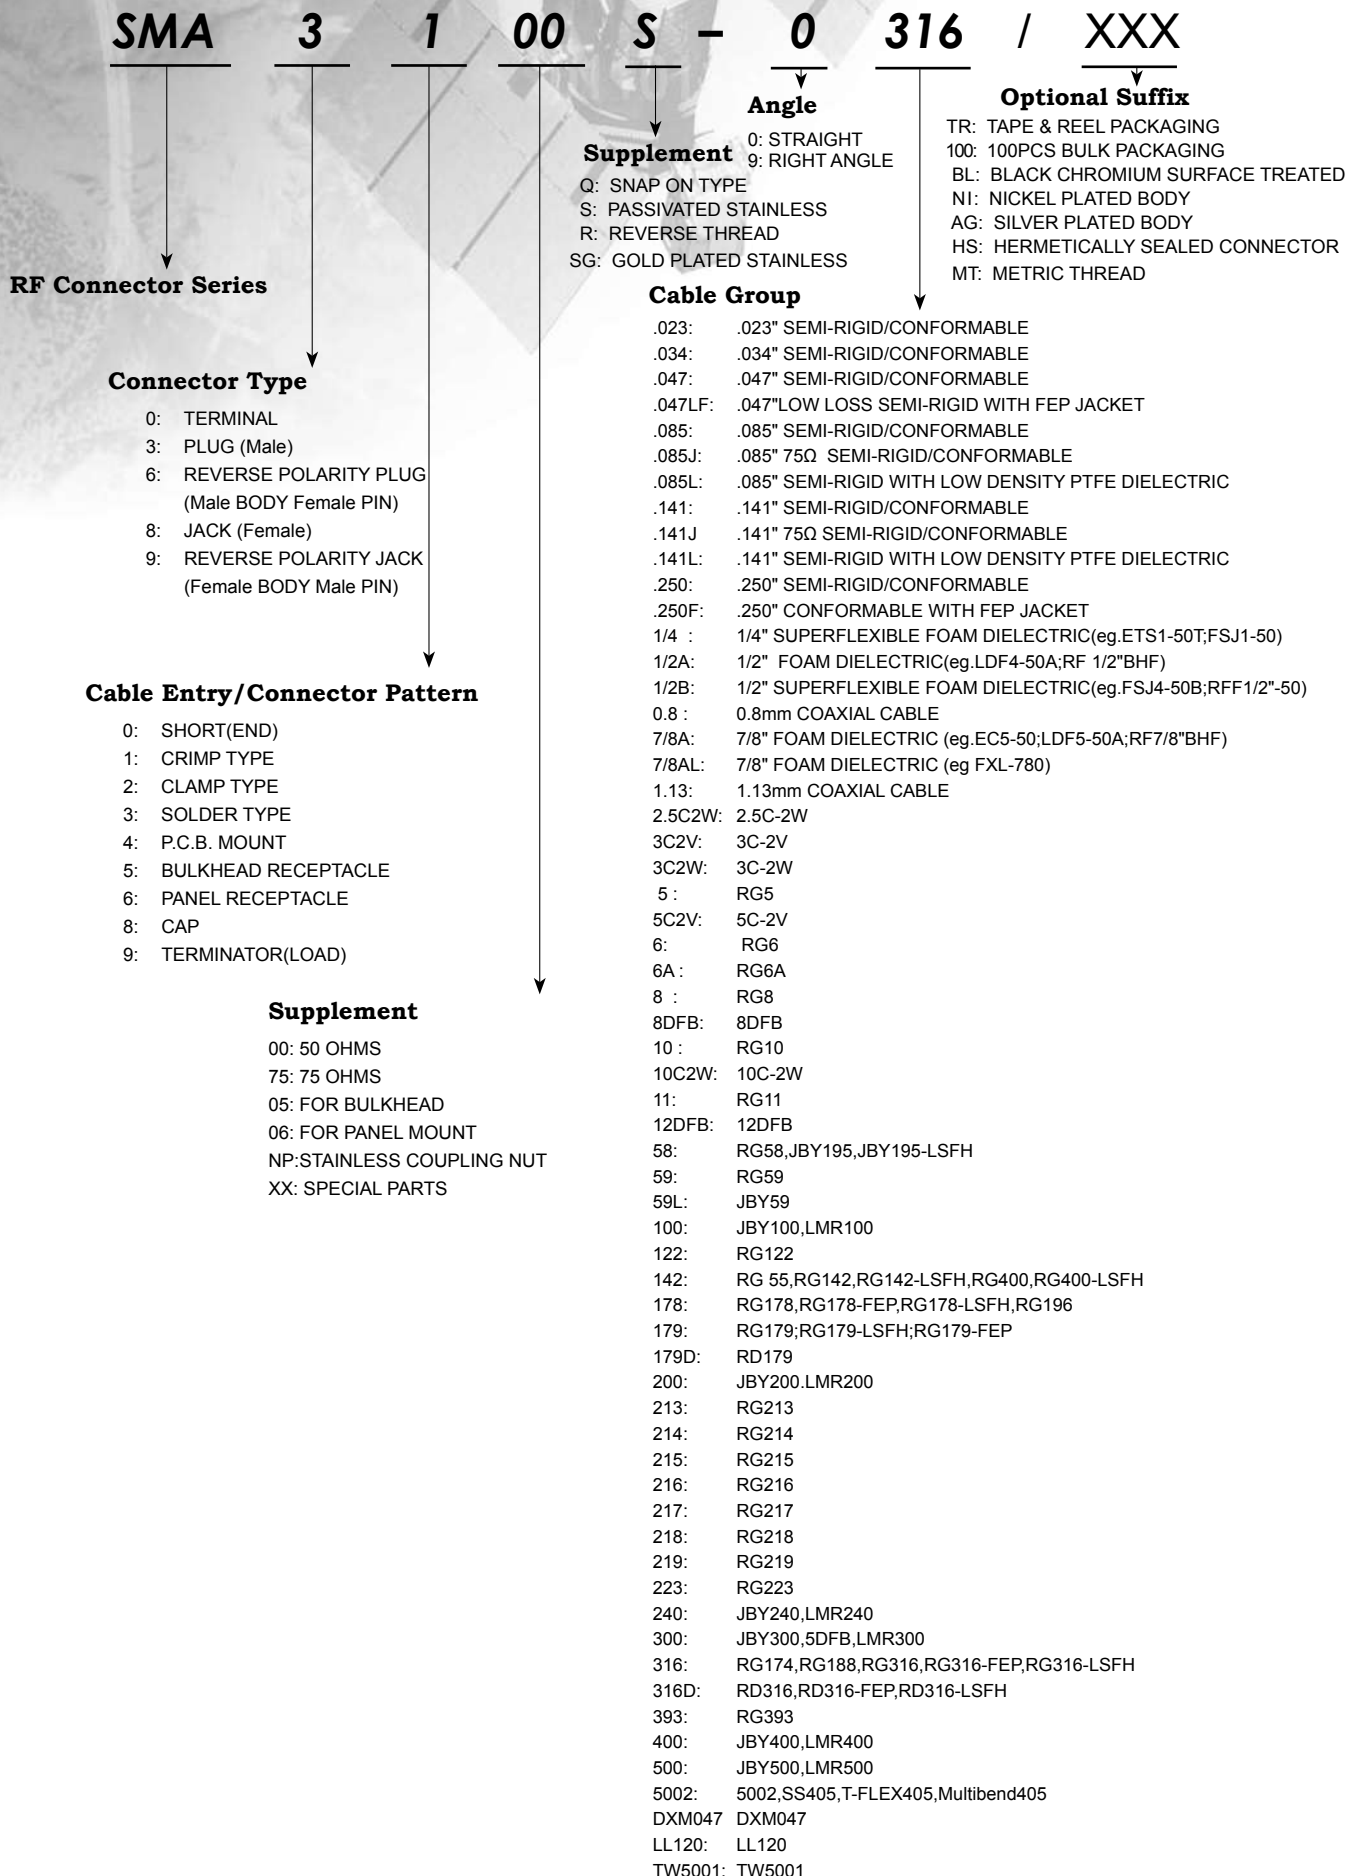 SMA 3 1 00 S – 0 316 / XXX
Angle
0: STRAIGHT
9: RIGHT ANGLE
Optional Suffix
TR: TAPE & REEL PACKAGING
100: 100PCS BULK PACKAGING
BL: BLACK CHROMIUM SURFACE TREATED
NI: NICKEL PLATED BODY
AG: SILVER PLATED BODY
HS: HERMETICALLY SEALED CONNECTOR
MT: METRIC THREAD
Supplement
Q: SNAP ON TYPE
S: PASSIVATED STAINLESS
R: REVERSE THREAD
SG: GOLD PLATED STAINLESS
RF Connector Series
Connector Type
0: TERMINAL
3: PLUG (Male)
6: REVERSE POLARITY PLUG
(Male BODY Female PIN)
8: JACK (Female)
9: REVERSE POLARITY JACK
(Female BODY Male PIN)
Cable Entry/Connector Pattern
0: SHORT(END)
1: CRIMP TYPE
2: CLAMP TYPE
3: SOLDER TYPE
4: P.C.B. MOUNT
5: BULKHEAD RECEPTACLE
6: PANEL RECEPTACLE
8: CAP
9: TERMINATOR(LOAD)
Supplement
00: 50 OHMS
75: 75 OHMS
05: FOR BULKHEAD
06: FOR PANEL MOUNT
NP:STAINLESS COUPLING NUT
XX: SPECIAL PARTS
Cable Group
.023: .023" SEMI-RIGID/CONFORMABLE
.034: .034" SEMI-RIGID/CONFORMABLE
.047: .047" SEMI-RIGID/CONFORMABLE
.047LF: .047"LOW LOSS SEMI-RIGID WITH FEP JACKET
.085: .085" SEMI-RIGID/CONFORMABLE
.085J: .085" 75Ω SEMI-RIGID/CONFORMABLE
.085L: .085" SEMI-RIGID WITH LOW DENSITY PTFE DIELECTRIC
.141: .141" SEMI-RIGID/CONFORMABLE
.141J .141" 75Ω SEMI-RIGID/CONFORMABLE
.141L: .141" SEMI-RIGID WITH LOW DENSITY PTFE DIELECTRIC
.250: .250" SEMI-RIGID/CONFORMABLE
.250F: .250" CONFORMABLE WITH FEP JACKET
1/4 : 1/4" SUPERFLEXIBLE FOAM DIELECTRIC(eg.ETS1-50T;FSJ1-50)
1/2A: 1/2" FOAM DIELECTRIC(eg.LDF4-50A;RF 1/2"BHF)
1/2B: 1/2" SUPERFLEXIBLE FOAM DIELECTRIC(eg.FSJ4-50B;RFF1/2"-50)
0.8 : 0.8mm COAXIAL CABLE
7/8A: 7/8" FOAM DIELECTRIC (eg.EC5-50;LDF5-50A;RF7/8"BHF)
7/8AL: 7/8" FOAM DIELECTRIC (eg FXL-780)
1.13: 1.13mm COAXIAL CABLE
2.5C2W: 2.5C-2W
3C2V: 3C-2V
3C2W: 3C-2W
5 : RG5
5C2V: 5C-2V
6: RG6
6A : RG6A
8 : RG8
8DFB: 8DFB
10 : RG10
10C2W: 10C-2W
11: RG11
12DFB: 12DFB
58: RG58,JBY195,JBY195-LSFH
59: RG59
59L: JBY59
100: JBY100,LMR100
122: RG122
142: RG 55,RG142,RG142-LSFH,RG400,RG400-LSFH
178: RG178,RG178-FEP,RG178-LSFH,RG196
179: RG179;RG179-LSFH;RG179-FEP
179D: RD179
200: JBY200.LMR200
213: RG213
214: RG214
215: RG215
216: RG216
217: RG217
218: RG218
219: RG219
223: RG223
240: JBY240,LMR240
300: JBY300,5DFB,LMR300
316: RG174,RG188,RG316,RG316-FEP,RG316-LSFH
316D: RD316,RD316-FEP,RD316-LSFH
393: RG393
400: JBY400,LMR400
500: JBY500,LMR500
5002: 5002,SS405,T-FLEX405,Multibend405
DXM047 DXM047
LL120: LL120
TW5001: TW5001